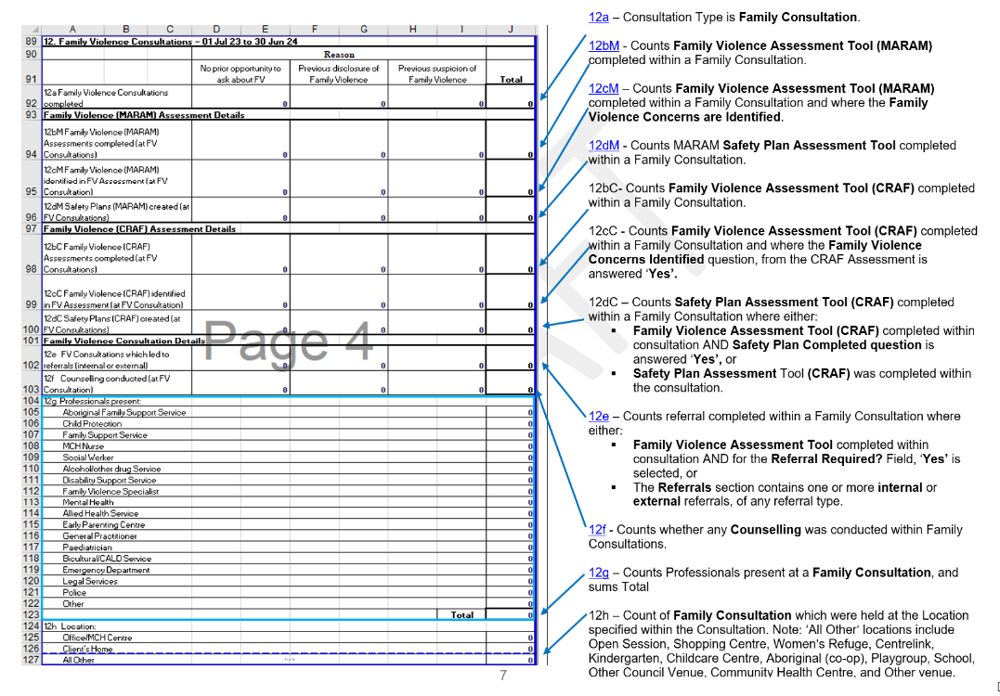 A B C D E F G H I J
89 12. Family Violence Consultations - 01 Jul 23 to 30 Jun 24
90 Reason
91 No prior opportunity to ask about FV Previous disclosure of Family Violence Previous suspicion of Family Violence Total
12a Family Violence Consultations
92 completed 0 0 0 0
93 Family Violence (MARAM) Assessment Details
12bM Family Violence (MARAM)
Assessments completed (at FV
94 Consultations) 0 0 0 0
12cM Family Violence (MARAM)
identified in FV Assessment (at FV
95 Consultation) 0 0 0 0
12dM Safety Plans (MARAM) created (at
96 FV Consultations) 0 0 0 0
97 Family Violence (CRAF) Assessment Details
12bC Family Violence (CRAF)
Assessments completed (at FV
98 Consultations) 0 0 0 0
12cC Family Violence (CRAF) identified
99 in FV Assessment (at FV Consultation) 0 0 0 0
12dC Safety Plans (CRAF) created (at
100 FV Consultations) 0 0 0 0
Page 4
101 Family Violence Consultation Details
12e FV Consultations which led to
102 referrals (internal or external) 0 0 0 0
12f Counselling conducted (at FV
103 Consultation) 0 0 0 0
104 12g Professionals present:
105 Aboriginal Family Support Service 0
106 Child Protection 0
107 Family Support Service 0
108 MCH Nurse 0
109 Social Worker 0
110 Alcohol/other drug Service 0
111 Disability Support Service 0
112 Family Violence Specialist 0
113 Mental Health 0
114 Allied Health Service 0
115 Early Parenting Centre 0
116 General Practitioner 0
117 Paediatrician 0
118 Bicultural/CALD Service 0
119 Emergency Department 0
120 Legal Services 0
121 Police 0
122 Other 0
123 Total 0
124 12h Location:
125 Office/MCH Centre 0
126 Client's Home 0
127 All Other 0
12a – Consultation Type is Family Consultation.
12bM - Counts Family Violence Assessment Tool (MARAM)
completed within a Family Consultation.
12cM – Counts Family Violence Assessment Tool (MARAM)
completed within a Family Consultation and where the Family
Violence Concerns are Identified.
12dM - Counts MARAM Safety Plan Assessment Tool completed
within a Family Consultation.
12bC- Counts Family Violence Assessment Tool (CRAF) completed
within a Family Consultation.
12cC - Counts Family Violence Assessment Tool (CRAF) completed
within a Family Consultation and where the Family Violence
Concerns Identified question, from the CRAF Assessment is
answered ‘Yes’.
12dC – Counts Safety Plan Assessment Tool (CRAF) completed
within a Family Consultation where either:
▪ Family Violence Assessment Tool (CRAF) completed within
consultation AND Safety Plan Completed question is
answered ‘Yes’, or
▪ Safety Plan Assessment Tool (CRAF) was completed within
the consultation.
12e – Counts referral completed within a Family Consultation where
either:
▪ Family Violence Assessment Tool completed within
consultation AND for the Referral Required? Field, ‘Yes’ is
selected, or
▪ The Referrals section contains one or more internal or
external referrals, of any referral type.
12f - Counts whether any Counselling was conducted within Family
Consultations.
12g – Counts Professionals present at a Family Consultation, and
sums Total
12h – Count of Family Consultation which were held at the Location
specified within the Consultation. Note: ‘All Other’ locations include
Open Session, Shopping Centre, Women's Refuge, Centrelink,
Kindergarten, Childcare Centre, Aboriginal (co-op), Playgroup, School,
Other Council Venue, Community Health Centre, and Other venue.
7